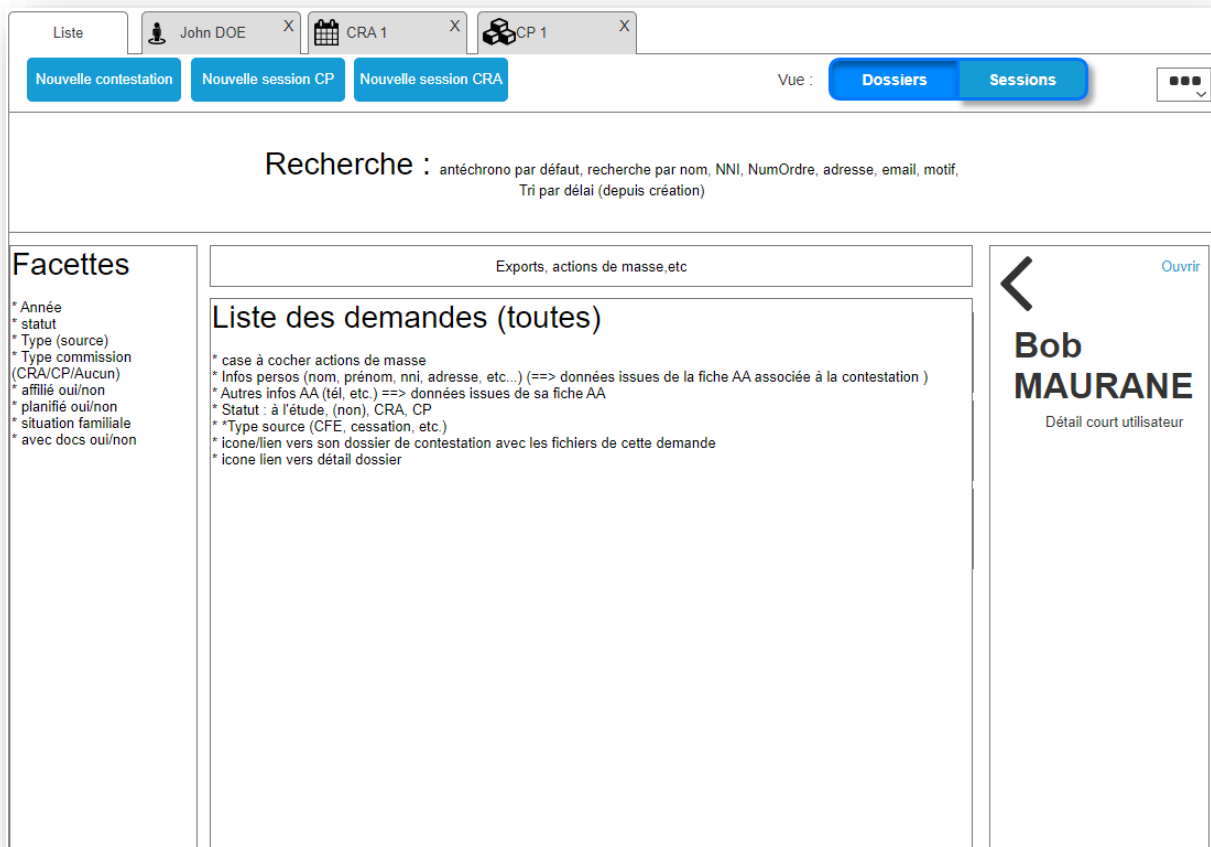 Liste
John DOE X
CRA 1 X
CP 1 X
Nouvelle contestation
Nouvelle session CP
Nouvelle session CRA
Vue :
Dossiers
Sessions
Recherche : antéchrono par défaut, recherche par nom, NNI, NumOrdre, adresse, email, motif,
Tri par délai (depuis création)
Facettes
* Année
* statut
* Type (source)
* Type commission
(CRA/CP/Aucun)
* affilié oui/non
* planifié oui/non
* situation familiale
* avec docs oui/non
Exports, actions de masse,etc
Liste des demandes (toutes)
* case à cocher actions de masse
* Infos persos (nom, prénom, nni, adresse, etc...) (==> données issues de la fiche AA associée à la contestation )
* Autres infos AA (tél, etc.) ==> données issues de sa fiche AA
* Statut : à l'étude, (non), CRA, CP
* *Type source (CFE, cessation, etc.)
* icone/lien vers son dossier de contestation avec les fichiers de cette demande
* icone lien vers détail dossier
Ouvrir
Bob
MAURANE
Détail court utilisateur